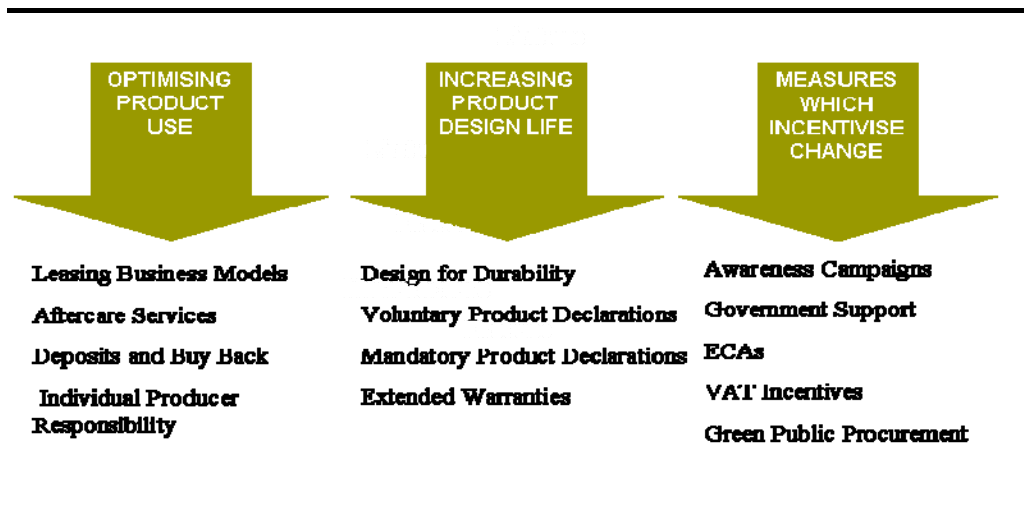 OPTIMISING
PRODUCT
USE
Leasing Business Models
Aftercare Services
Deposits and Buy Back
Individual Producer
Responsibility
INCREASING
PRODUCT
DESIGN LIFE
Design for Durability
Voluntary Product Declarations
Mandatory Product Declarations
Extended Warranties
MEASURES
WHICH
INCENTIVISE
CHANGE
Awareness Campaigns
Government Support
ECAs
VAT Incentives
Green Public Procurement